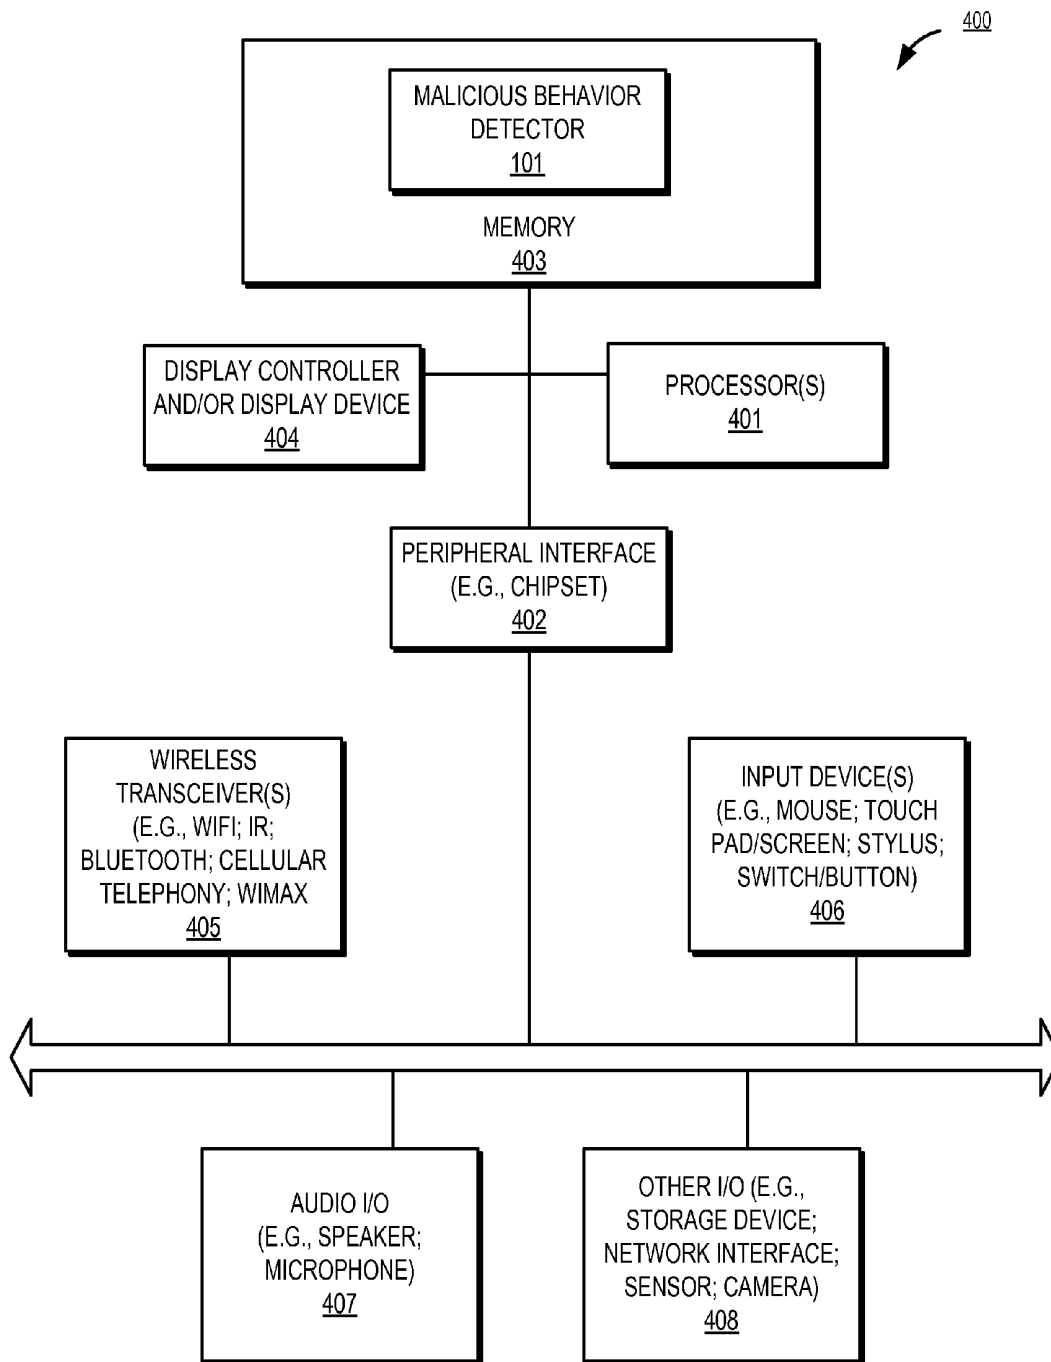 400
MALICIOUS BEHAVIOR
DETECTOR
101
MEMORY
403
DISPLAY CONTROLLER
AND/OR DISPLAY DEVICE
404
PROCESSOR(S)
401
PERIPHERAL INTERFACE
(E.G., CHIPSET)
402
WIRELESS
TRANSCEIVER(S)
(E.G., WIFI; IR;
BLUETOOTH; CELLULAR
TELEPHONY; WIMAX
405
INPUT DEVICE(S)
(E.G., MOUSE; TOUCH
PAD/SCREEN; STYLUS;
SWITCH/BUTTON)
406
AUDIO I/O
(E.G., SPEAKER;
MICROPHONE)
407
OTHER I/O (E.G.,
STORAGE DEVICE;
NETWORK INTERFACE;
SENSOR; CAMERA)
408